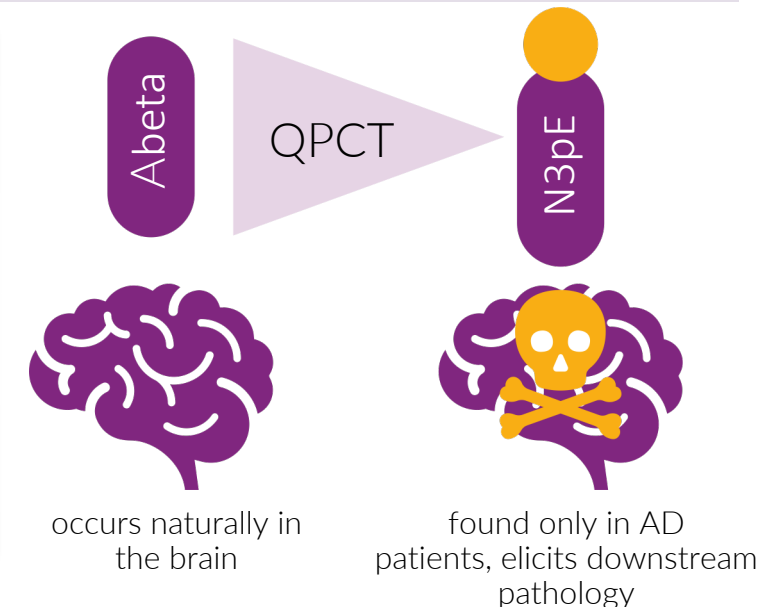 Abeta
QPCT
N3pE
occurs naturally in
the brain
found only in AD
patients, elicits downstream
pathology